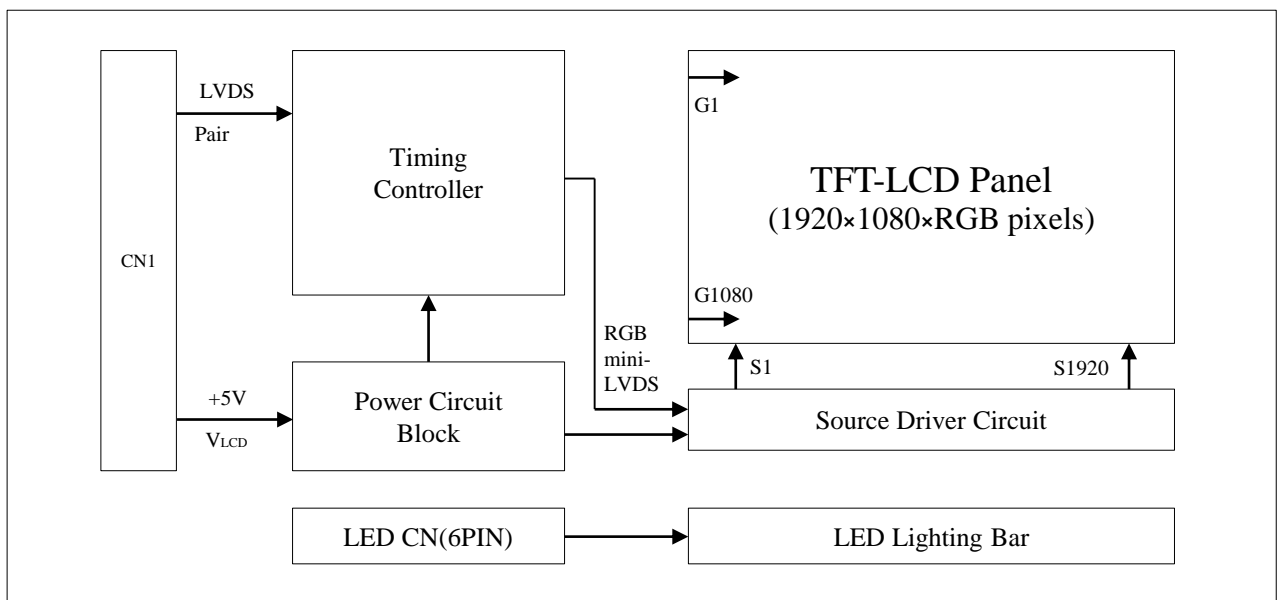 CN1
LVDS
Pair
Timing
Controller
G1
TFT-LCD Panel
(1920×1080×RGB pixels)
G1080
RGB
mini-
LVDS
S1
S1920
+5V
VLCD
Power Circuit
Block
Source Driver Circuit
LED CN(6PIN)
LED Lighting Bar